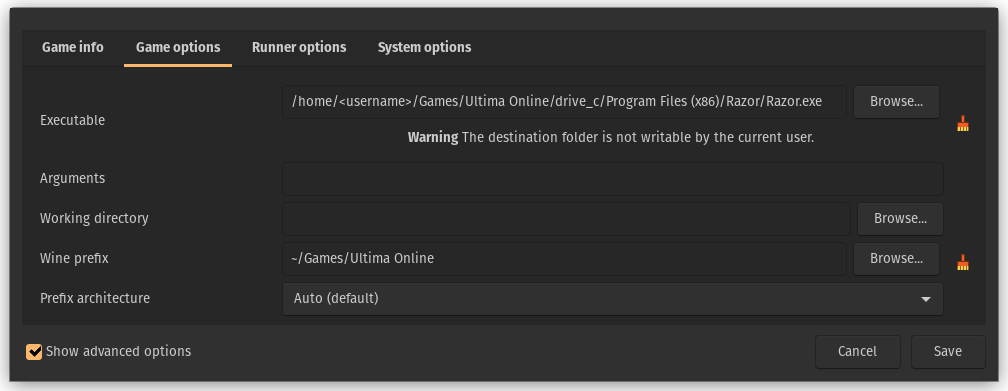 Game info Game options Runner options System options
Executable /home/<username>/Games/Ultima Online/drive_c/Program Files (x86)/Razor/Razor.exe Browse...
Warning The destination folder is not writable by the current user.
Arguments
Working directory Browse...
Wine prefix ~/Games/Ultima Online Browse...
Prefix architecture Auto (default)
Show advanced options Cancel Save